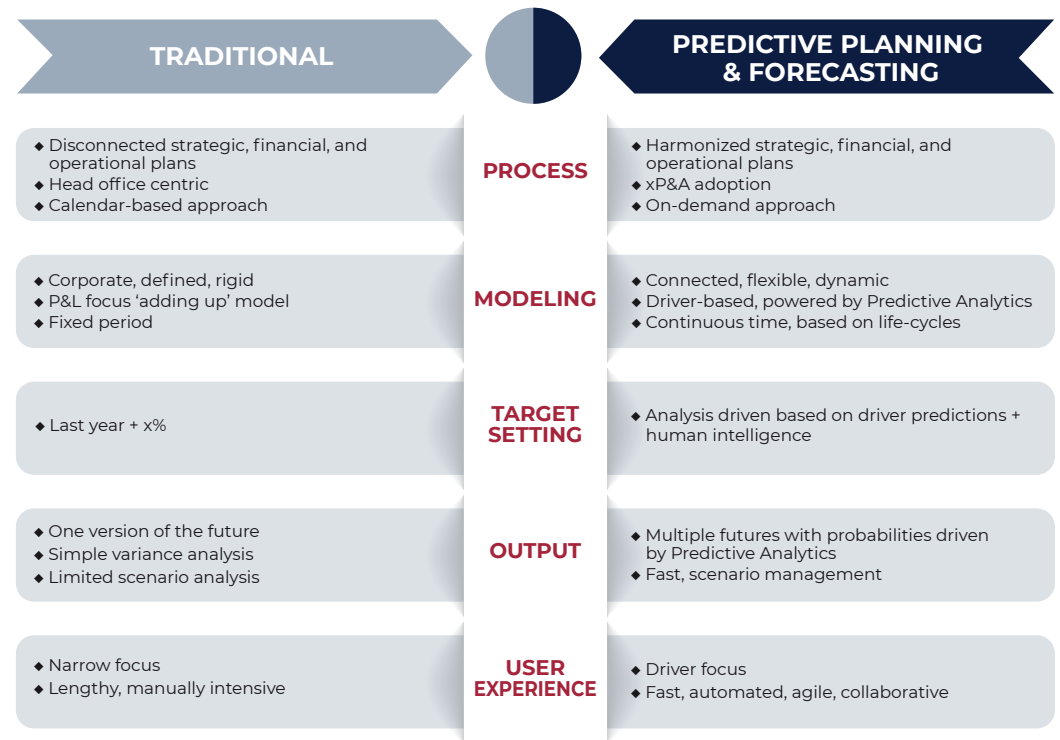 TRADITIONAL
PREDICTIVE PLANNING
& FORECASTING
◆ Disconnected strategic, financial, and
operational plans
◆ Head office centric
◆ Calendar-based approach
PROCESS
◆ Harmonized strategic, financial, and
operational plans
◆ xP&A adoption
◆ On-demand approach
◆ Corporate, defined, rigid
◆ P&L focus ‘adding up’ model
◆ Fixed period
MODELING
◆ Connected, flexible, dynamic
◆ Driver-based, powered by Predictive Analytics
◆ Continuous time, based on life-cycles
◆ Last year + x%
TARGET
SETTING
◆ Analysis driven based on driver predictions +
human intelligence
◆ One version of the future
◆ Simple variance analysis
◆ Limited scenario analysis
OUTPUT
◆ Multiple futures with probabilities driven
by Predictive Analytics
◆ Fast, scenario management
◆ Narrow focus
◆ Lengthy, manually intensive
USER
EXPERIENCE
◆ Driver focus
◆ Fast, automated, agile, collaborative